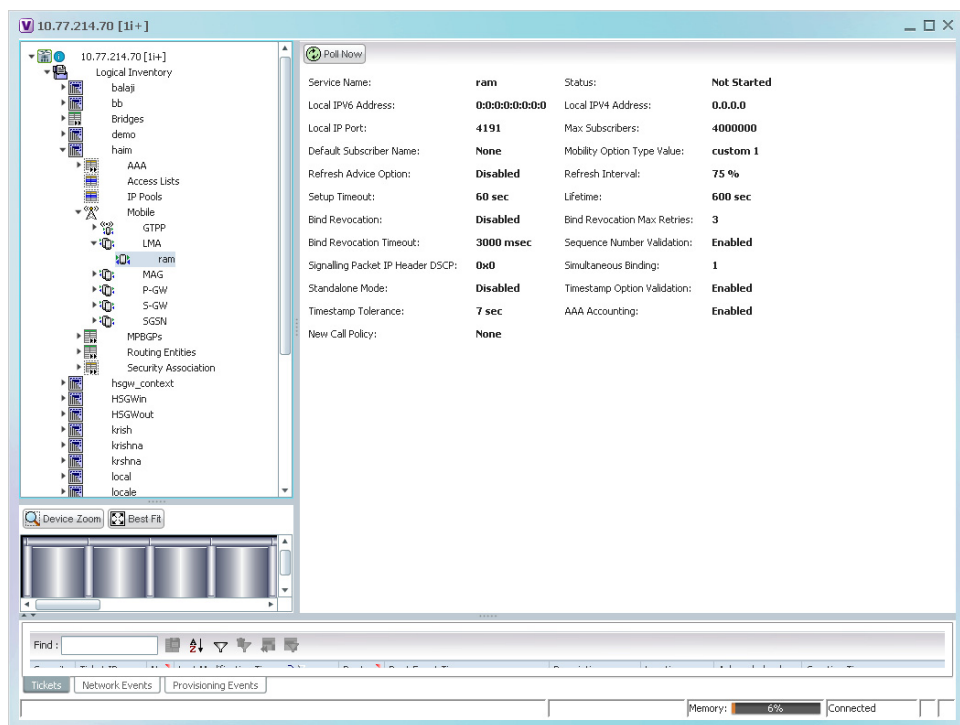 10.77.214.70 [1i+]
10.77.214.70 [1i+]
Logical Inventory
balaji
bb
Bridges
demo
haim
AAA
Access Lists
IP Pools
Mobile
GTPP
LMA
ram
MAG
P-GW
S-GW
SGSN
MPBGPs
Routing Entities
Security Association
hsgw_context
HSGWin
HSGWout
krish
krishna
krshna
local
locale
Poll Now
Service Name: ram Status: Not Started
Local IPV6 Address: 0:0:0:0:0:0:0:0 Local IPV4 Address: 0.0.0.0
Local IP Port: 4191 Max Subscribers: 4000000
Default Subscriber Name: None Mobility Option Type Value: custom 1
Refresh Advice Option: Disabled Refresh Interval: 75 %
Setup Timeout: 60 sec Lifetime: 600 sec
Bind Revocation: Disabled Bind Revocation Max Retries: 3
Bind Revocation Timeout: 3000 msec Sequence Number Validation: Enabled
Signalling Packet IP Header DSCP: 0x0 Simultaneous Binding: 1
Standalone Mode: Disabled Timestamp Option Validation: Enabled
Timestamp Tolerance: 7 sec AAA Accounting: Enabled
New Call Policy: None
Device Zoom Best Fit
Find :
Tickets Network Events Provisioning Events
Memory: 6% Connected